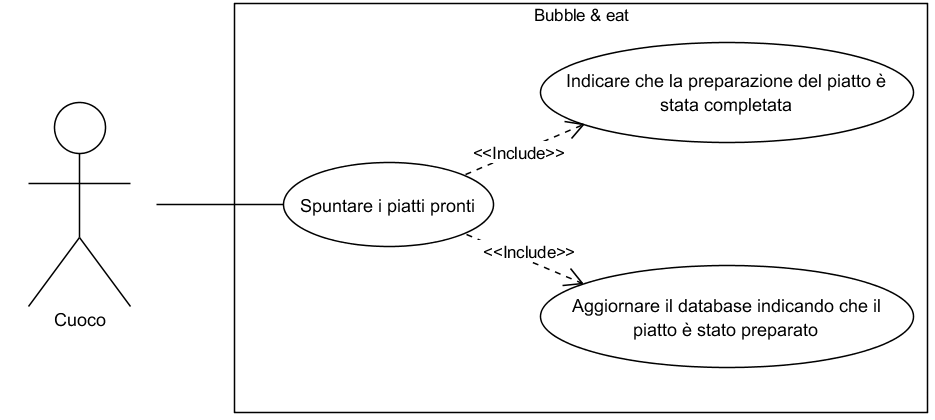 Bubble & eat
Indicare che la preparazione del piatto è
stata completata
<<Include>>
Spuntare i piatti pronti
<<Include>>
Aggiornare il database indicando che il
piatto è stato preparato
Cuoco